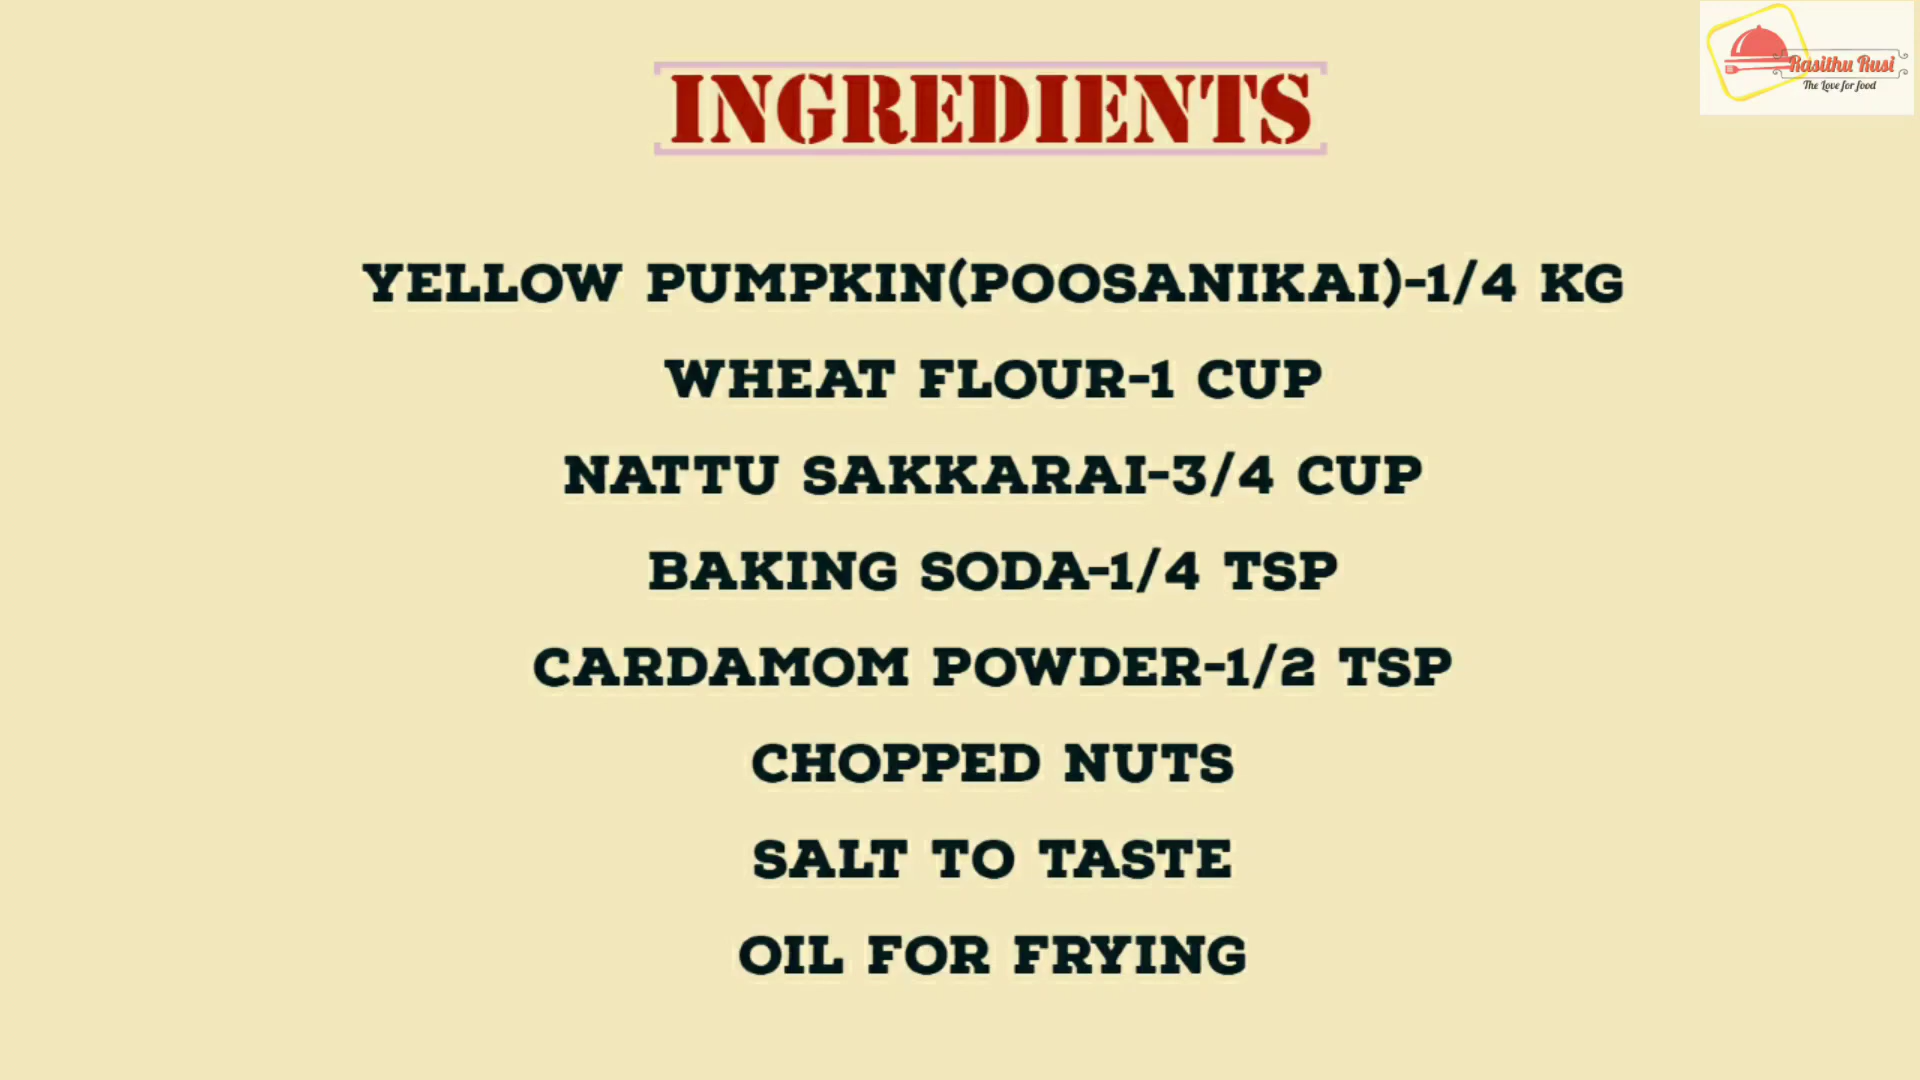 Rasithu Rusi
The Love for food
INGREDIENTS
YELLOW PUMPKIN(POOSANIKAI)-1/4 KG
WHEAT FLOUR-1 CUP
NATTU SAKKARAI-3/4 CUP
BAKING SODA-1/4 TSP
CARDAMOM POWDER-1/2 TSP
CHOPPED NUTS
SALT TO TASTE
OIL FOR FRYING